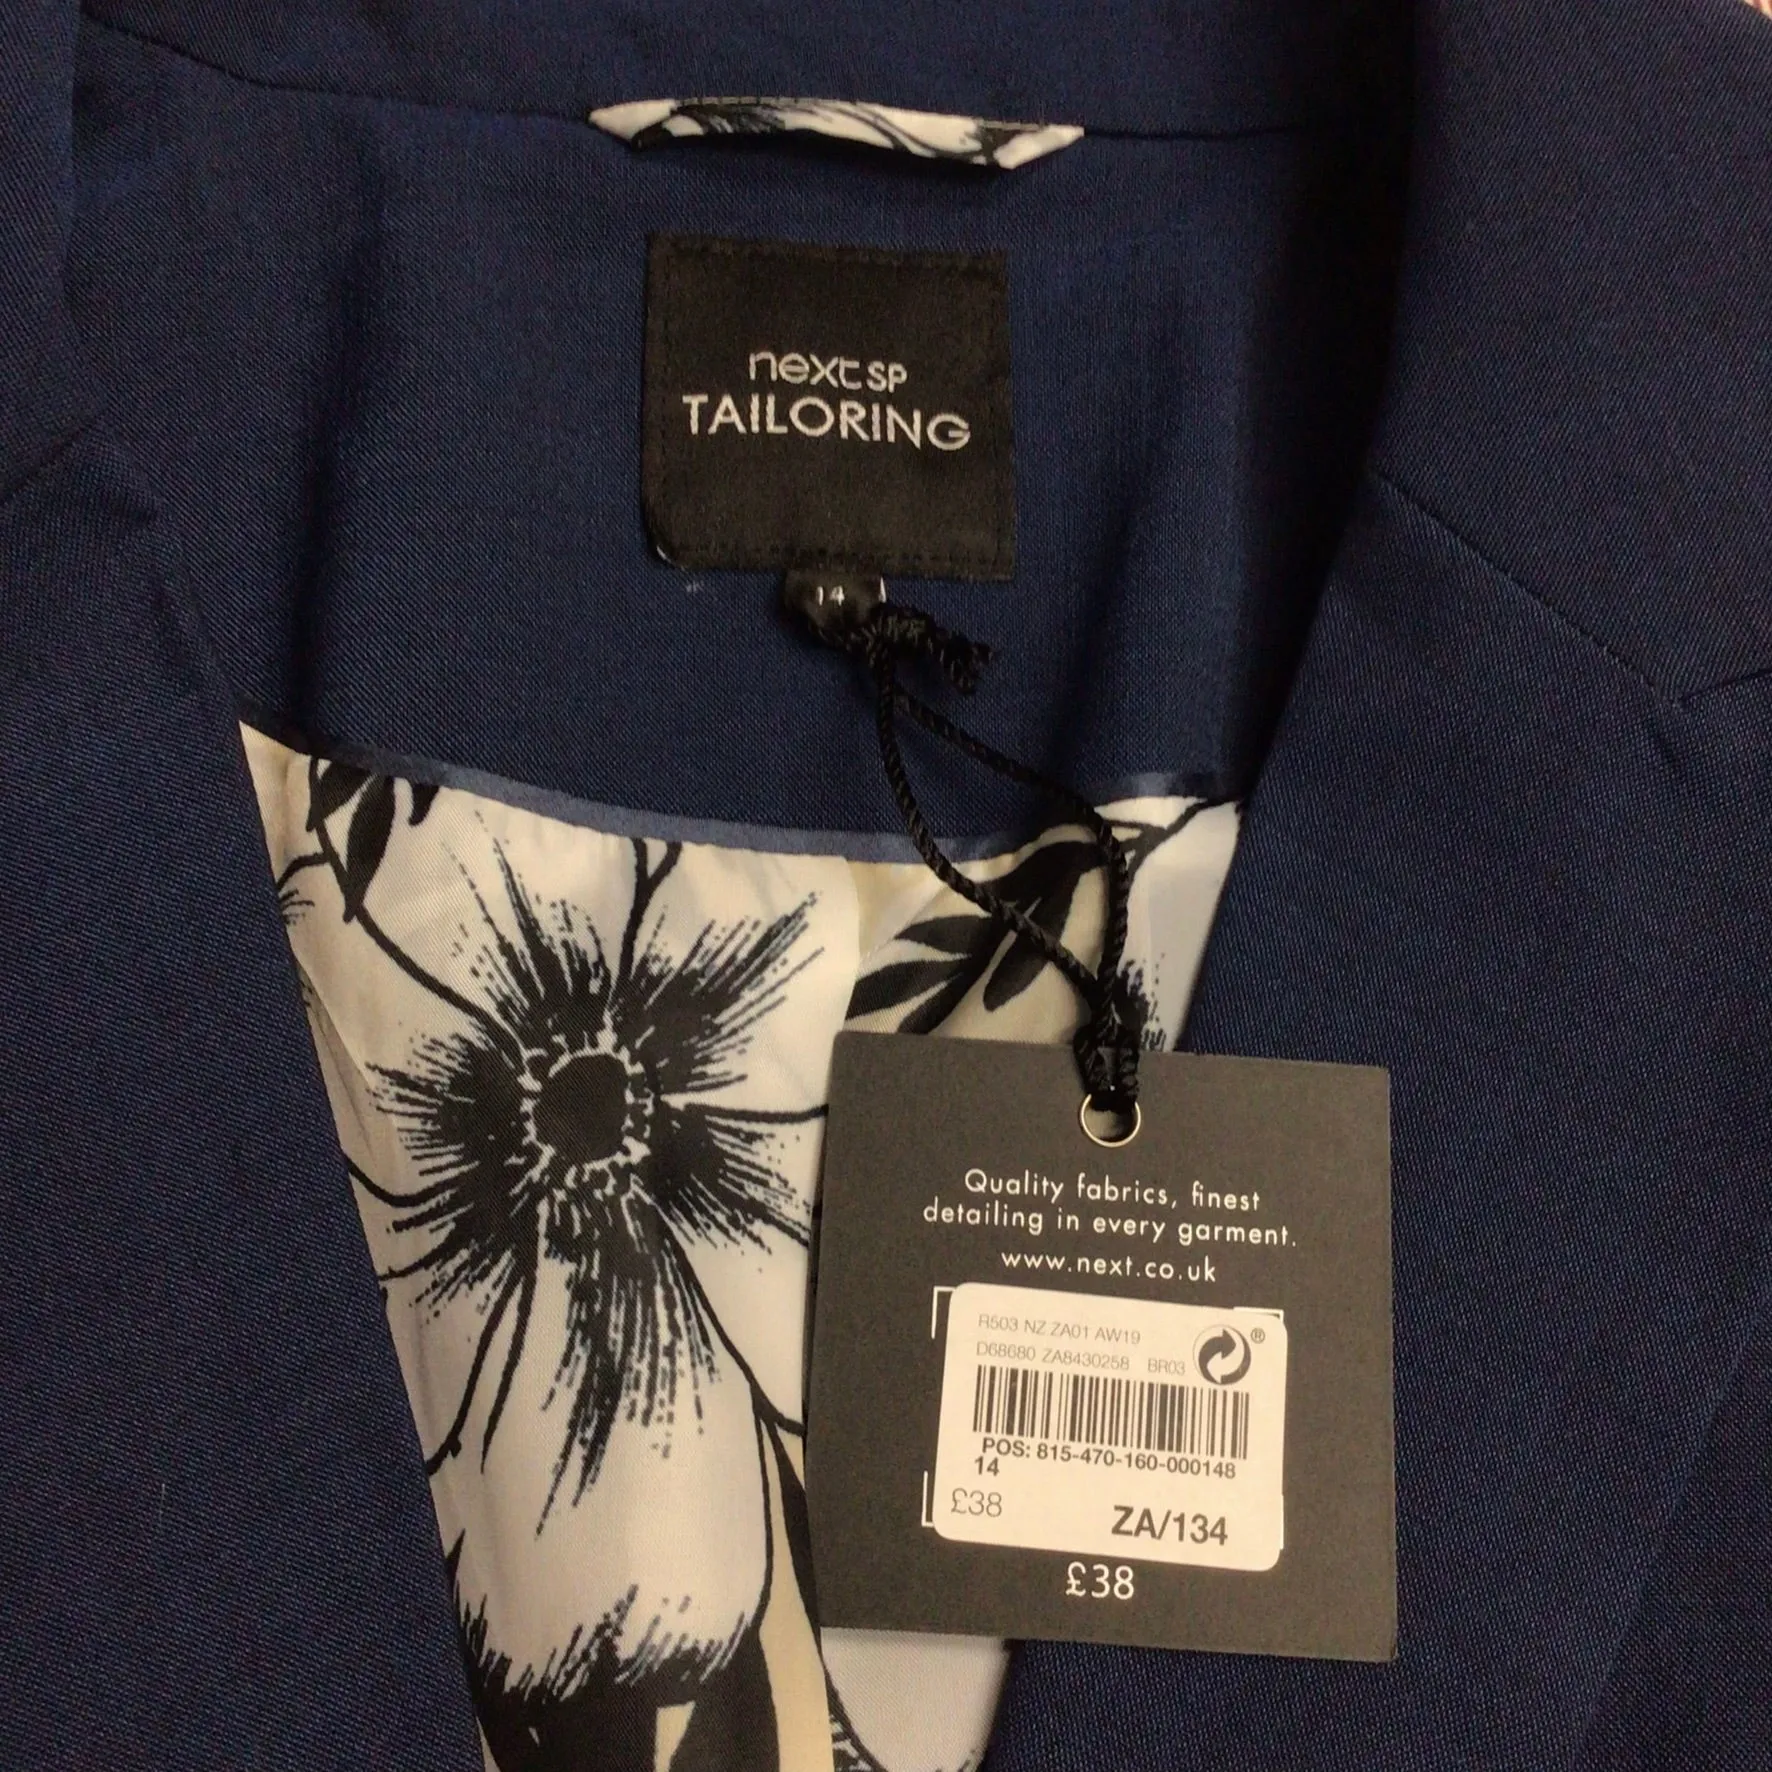 next SP
TAILORING
14
Quality fabrics, finest
detailing in every garment.
www.next.co.uk
R503 NZ ZA01 AW19
D68680 ZA8430258 BR03
®
POS: 815-470-160-000148
14
£38
ZA/134
£38